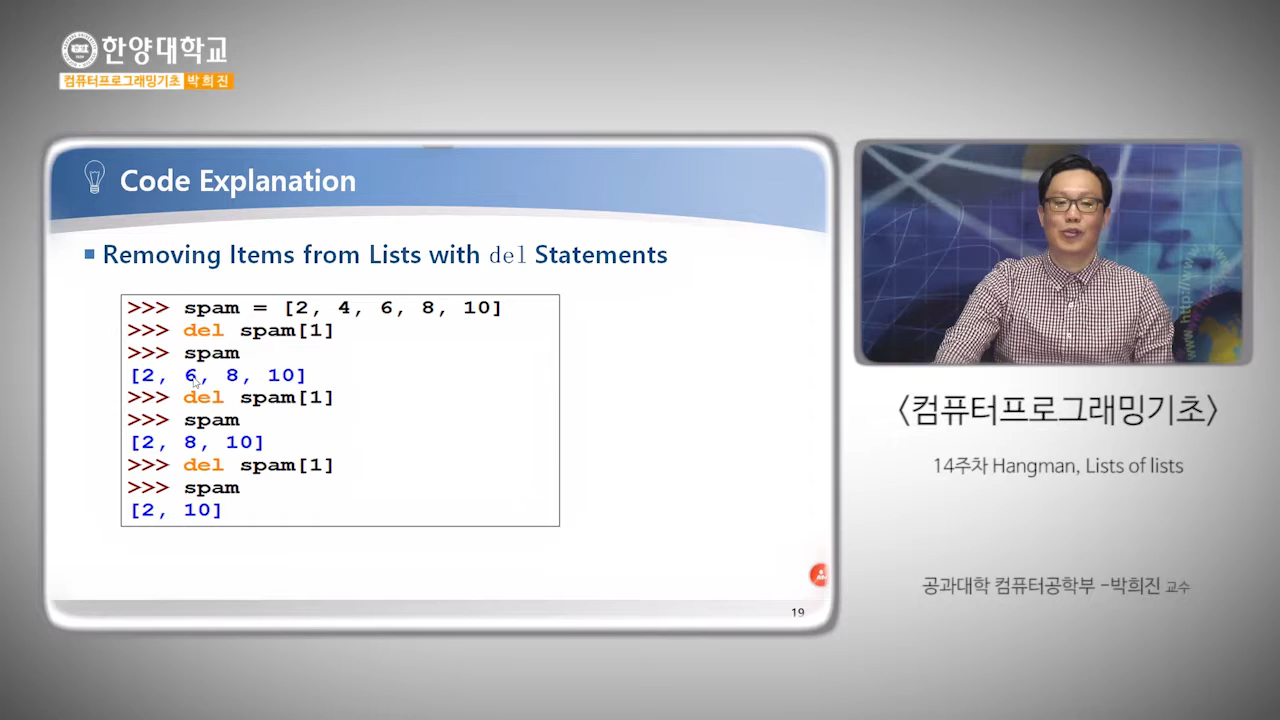 한양대학교
컴퓨터프로그래밍기초 박희진
Code Explanation
Removing Items from Lists with del Statements
>>> spam = [2, 4, 6, 8, 10]
>>> del spam[1]
>>> spam
[2, 6, 8, 10]
>>> del spam[1]
>>> spam
[2, 8, 10]
>>> del spam[1]
>>> spam
[2, 10]
19
http://www.
www.
〈컴퓨터프로그래밍기초〉
14주차 Hangman, Lists of lists
공과대학 컴퓨터공학부 -박희진 교수